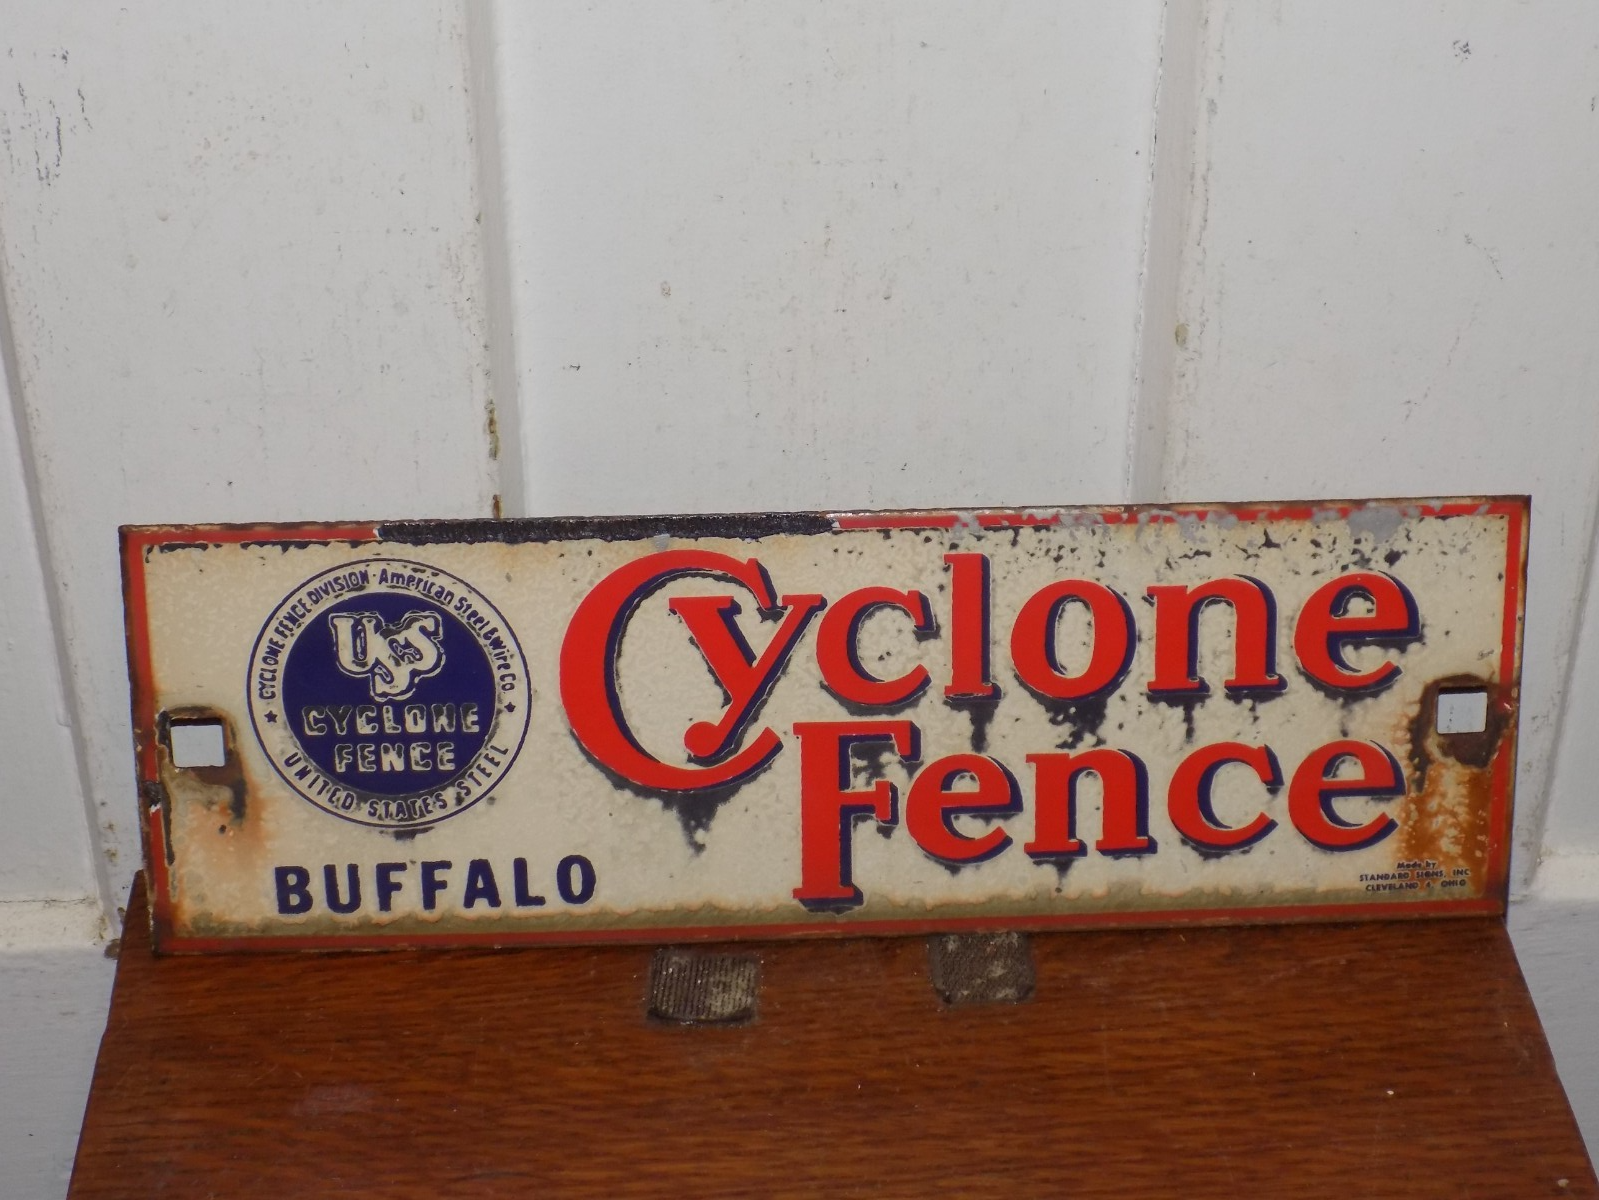 CYCLONE FENCE DIVISION · American Steel & Wire Co.
USS
CYCLONE
FENCE
UNITED STATES STEEL
BUFFALO
Cyclone
Fence
Made by
STANDARD SIGNS, INC
CLEVELAND 4, OHIO